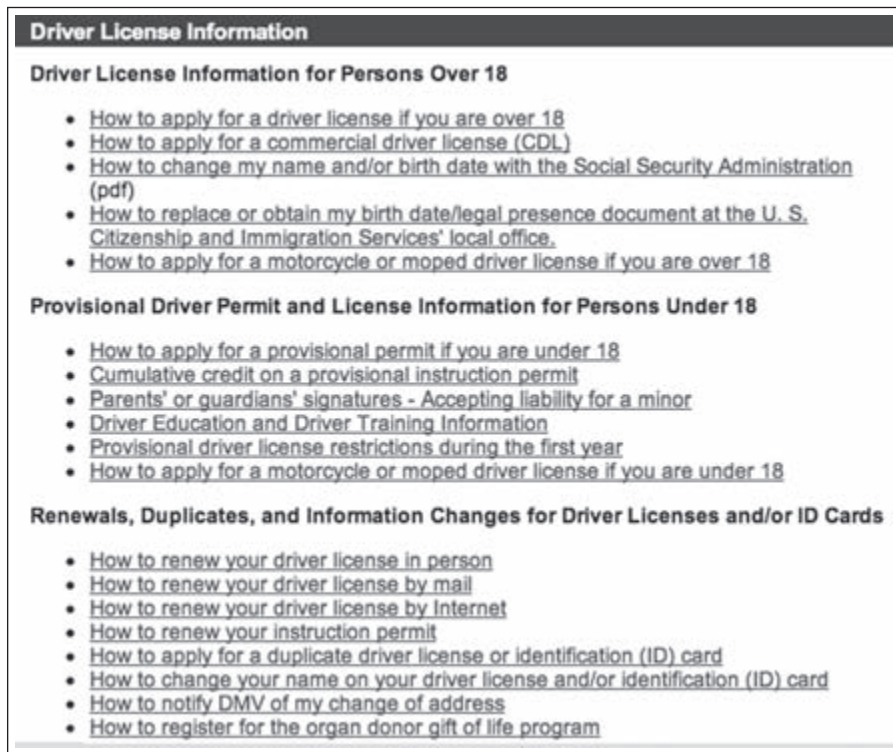 Driver License Information
Driver License Information for Persons Over 18
• How to apply for a driver license if you are over 18
• How to apply for a commercial driver license (CDL)
• How to change my name and/or birth date with the Social Security Administration
(pdf)
• How to replace or obtain my birth date/legal presence document at the U. S.
Citizenship and Immigration Services' local office.
• How to apply for a motorcycle or moped driver license if you are over 18
Provisional Driver Permit and License Information for Persons Under 18
• How to apply for a provisional permit if you are under 18
• Cumulative credit on a provisional instruction permit
• Parents' or guardians' signatures - Accepting liability for a minor
• Driver Education and Driver Training Information
• Provisional driver license restrictions during the first year
• How to apply for a motorcycle or moped driver license if you are under 18
Renewals, Duplicates, and Information Changes for Driver Licenses and/or ID Cards
• How to renew your driver license in person
• How to renew your driver license by mail
• How to renew your driver license by Internet
• How to renew your instruction permit
• How to apply for a duplicate driver license or identification (ID) card
• How to change your name on your driver license and/or identification (ID) card
• How to notify DMV of my change of address
• How to register for the organ donor gift of life program